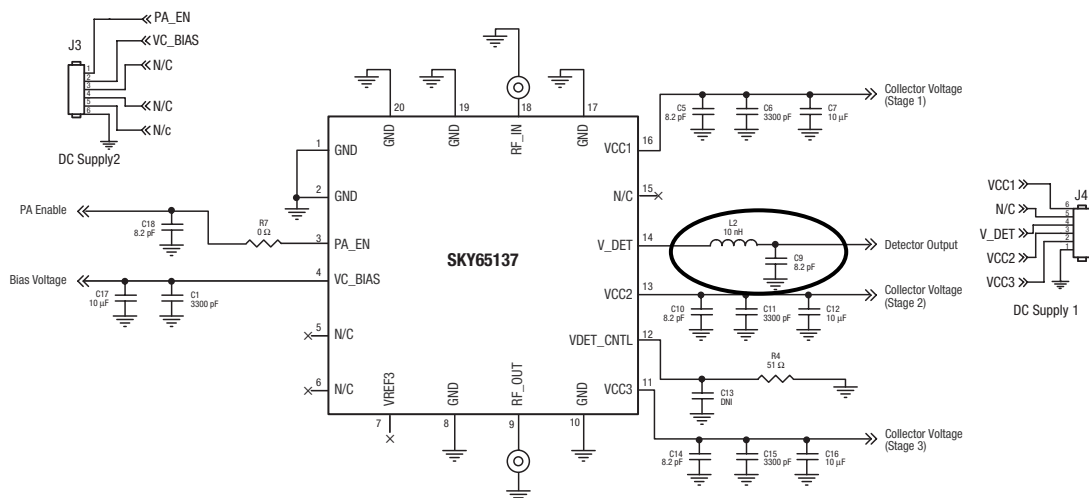 J3
PA_EN
VC_BIAS
N/C
N/C
N/c
1
2
3
4
5
6
DC Supply2
20
19
18
17
GND
GND
RF_IN
GND
1
GND
2
GND
3
PA_EN
4
VC_BIAS
5
N/C
6
N/C
SKY65137
VCC1
16
N/C
15
V_DET
14
VCC2
13
VDET_CNTL
12
VCC3
11
VREF3
GND
RF_OUT
GND
7
8
9
10
PA Enable
C18
8.2 pF
R7
0 Ω
Bias Voltage
C17
10 µF
C1
3300 pF
C5
8.2 pF
C6
3300 pF
C7
10 µF
Collector Voltage
(Stage 1)
L2
10 nH
C9
8.2 pF
Detector Output
C10
8.2 pF
C11
3300 pF
C12
10 µF
Collector Voltage
(Stage 2)
R4
51 Ω
C13
DNI
C14
8.2 pF
C15
3300 pF
C16
10 µF
Collector Voltage
(Stage 3)
J4
VCC1
N/C
V_DET
VCC2
VCC3
6
5
4
3
2
1
DC Supply 1